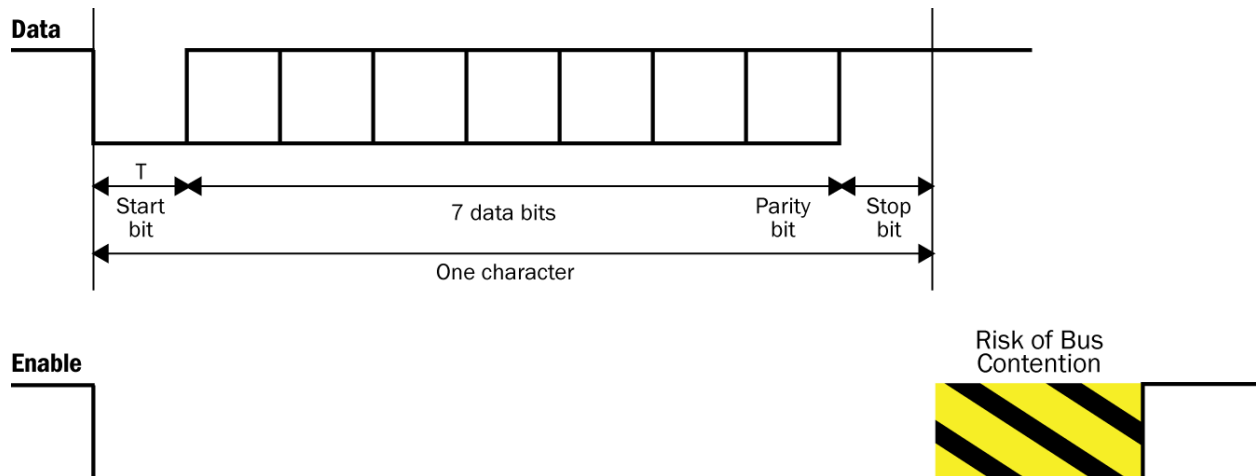 Data
T
Start
bit
7 data bits
Parity
bit
Stop
bit
One character
Risk of Bus
Contention
Enable